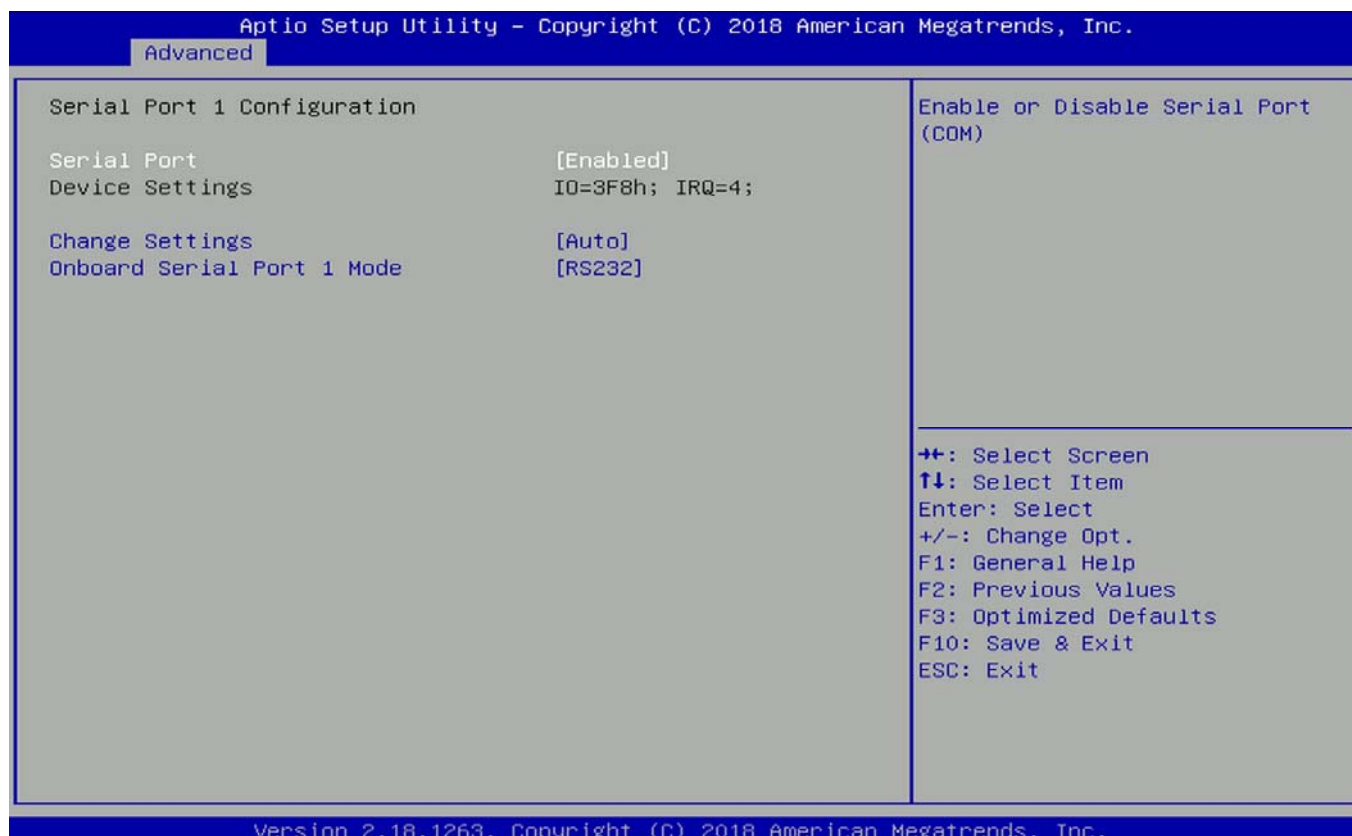 Aptio Setup Utility – Copyright (C) 2018 American Megatrends, Inc.
Advanced
Serial Port 1 Configuration
Serial Port [Enabled]
Device Settings IO=3F8h; IRQ=4;
Change Settings [Auto]
Onboard Serial Port 1 Mode [RS232]
Enable or Disable Serial Port
(COM)
→←: Select Screen
↑↓: Select Item
Enter: Select
+/-: Change Opt.
F1: General Help
F2: Previous Values
F3: Optimized Defaults
F10: Save & Exit
ESC: Exit
Version 2.18.1263. Copyright (C) 2018 American Megatrends, Inc.